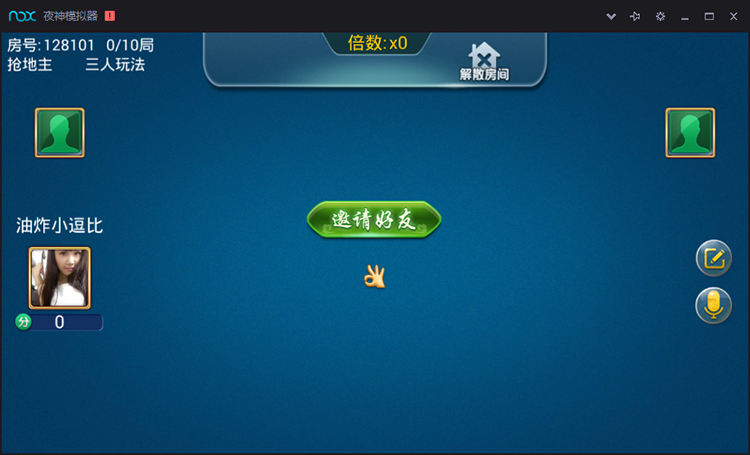 nox 夜神模拟器
房号:128101 0/10局
抢地主 三人玩法
倍数:x0
解散房间
邀请好友
油炸小逗比
分 0